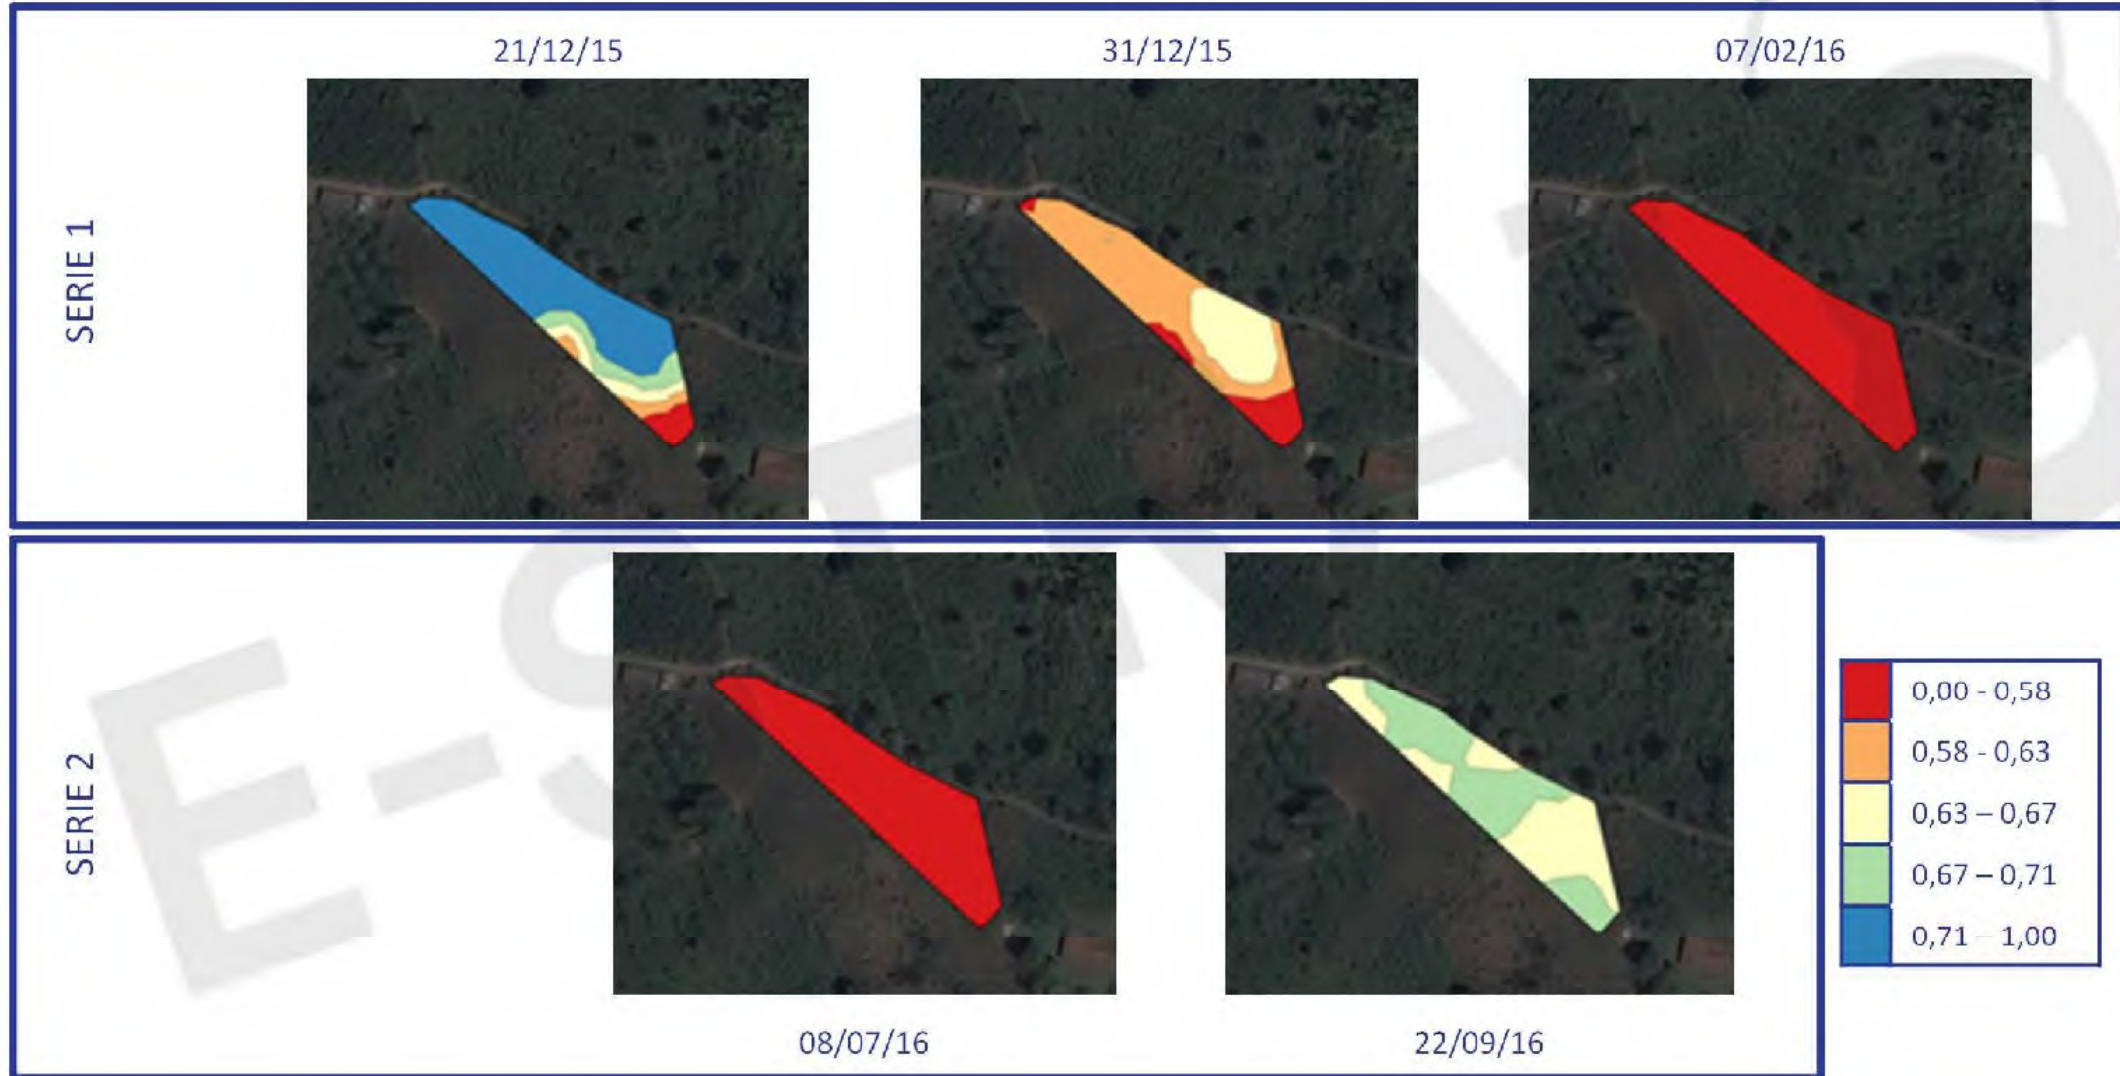 21/12/15
31/12/15
07/02/16
SERIE 1
SERIE 2
08/07/16
22/09/16
0,00 - 0,58
0,58 - 0,63
0,63 – 0,67
0,67 – 0,71
0,71 – 1,00